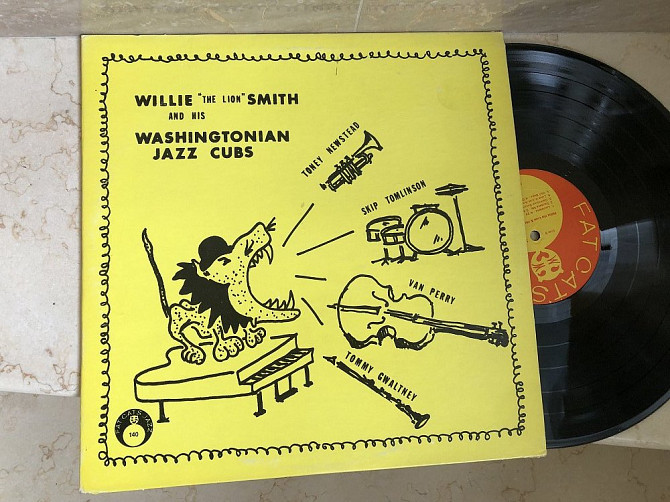 WILLIE "THE LION" SMITH
AND HIS
WASHINGTONIAN
JAZZ CUBS
TONEY NEWSTEAD
SKIP TOMLINSON
VAN PERRY
TOMMY GWALTNEY
FAT CAT'S JAZZ
140
FAT CATS